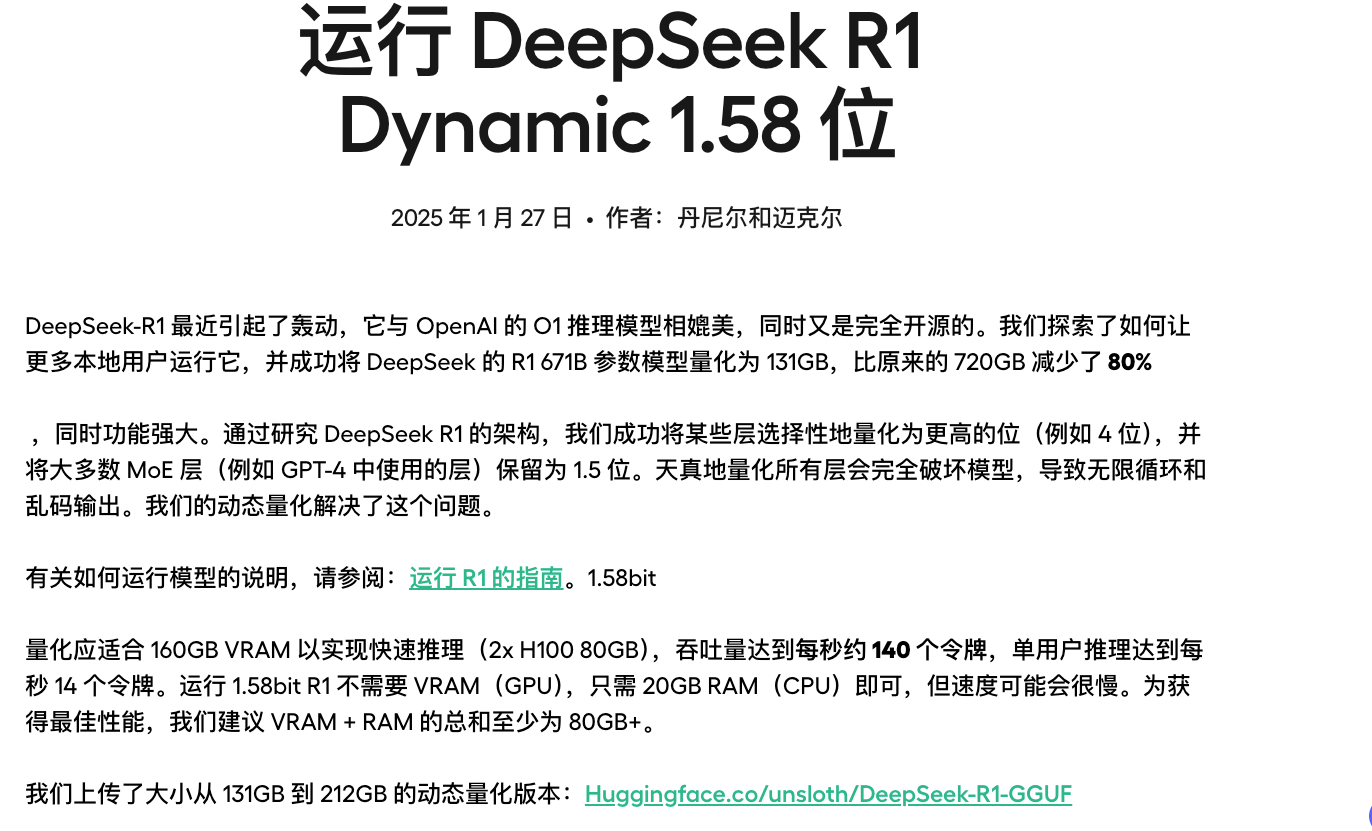 运行 DeepSeek R1
Dynamic 1.58 位
2025 年 1 月 27 日 • 作者：丹尼尔和迈克尔
DeepSeek-R1 最近引起了轰动，它与 OpenAI 的 O1 推理模型相媲美，同时又是完全开源的。我们探索了如何让
更多本地用户运行它，并成功将 DeepSeek 的 R1 671B 参数模型量化为 131GB，比原来的 720GB 减少了 80%
，同时功能强大。通过研究 DeepSeek R1 的架构，我们成功将某些层选择性地量化为更高的位（例如 4 位），并
将大多数 MoE 层（例如 GPT-4 中使用的层）保留为 1.5 位。天真地量化所有层会完全破坏模型，导致无限循环和
乱码输出。我们的动态量化解决了这个问题。
有关如何运行模型的说明，请参阅：运行 R1 的指南。1.58bit
量化应适合 160GB VRAM 以实现快速推理（2x H100 80GB），吞吐量达到每秒约 140 个令牌，单用户推理达到每
秒 14 个令牌。运行 1.58bit R1 不需要 VRAM（GPU），只需 20GB RAM（CPU）即可，但速度可能会很慢。为获
得最佳性能，我们建议 VRAM + RAM 的总和至少为 80GB+。
我们上传了大小从 131GB 到 212GB 的动态量化版本：Huggingface.co/unsloth/DeepSeek-R1-GGUF